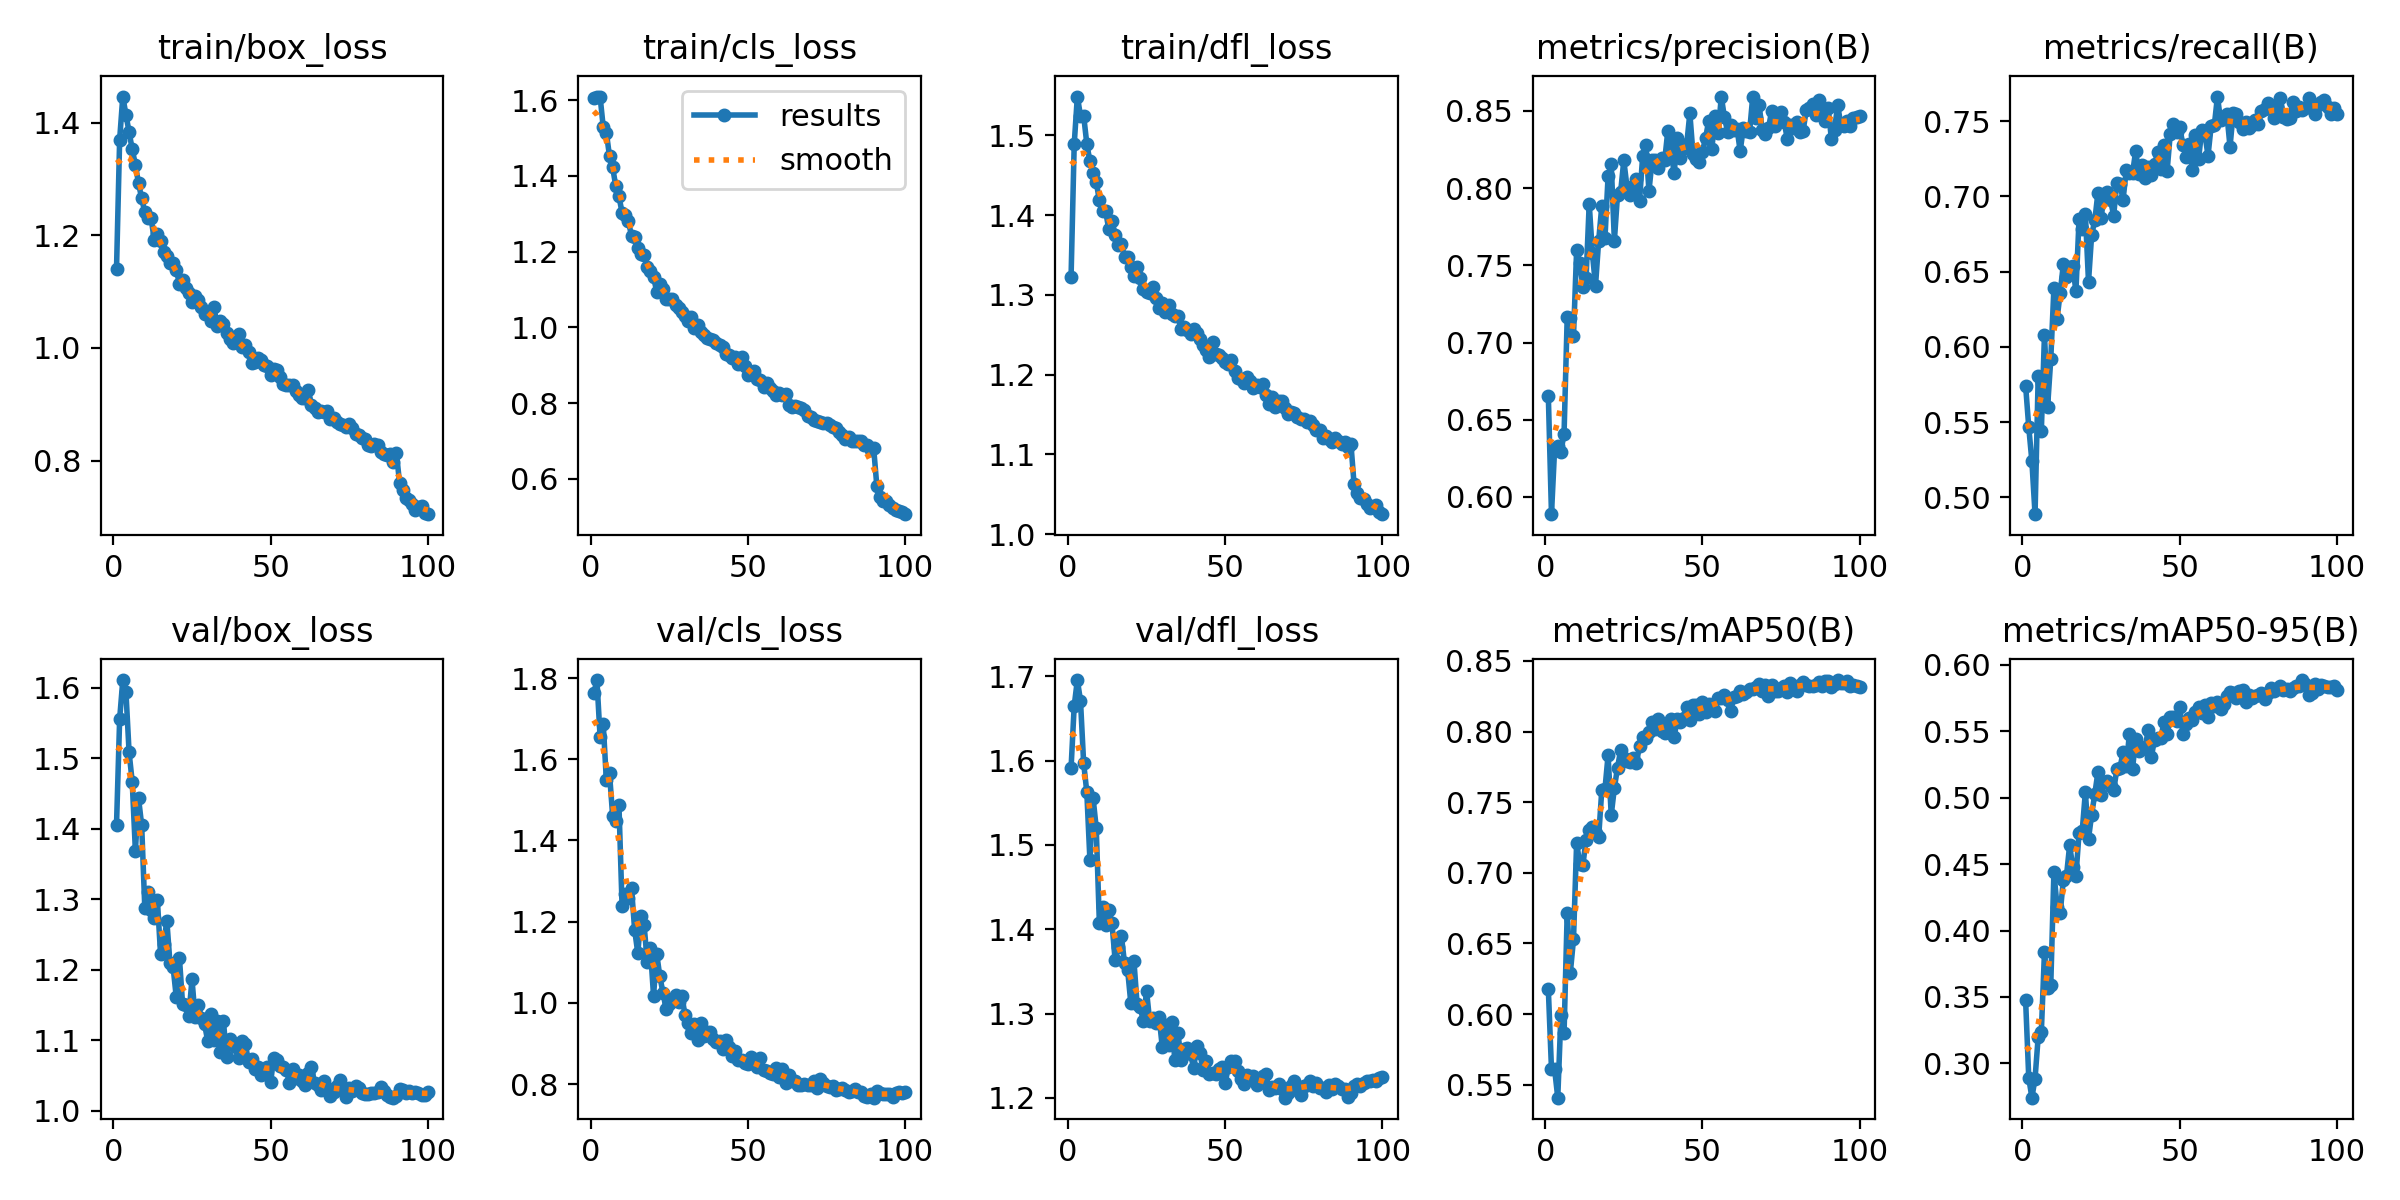 train/box_loss
1.4
1.2
1.0
0.8
0 50 100
train/cls_loss
results
smooth
1.6
1.4
1.2
1.0
0.8
0.6
0 50 100
train/dfl_loss
1.5
1.4
1.3
1.2
1.1
1.0
0 50 100
metrics/precision(B)
0.85
0.80
0.75
0.70
0.65
0.60
0 50 100
metrics/recall(B)
0.75
0.70
0.65
0.60
0.55
0.50
0 50 100
val/box_loss
1.6
1.5
1.4
1.3
1.2
1.1
1.0
0 50 100
val/cls_loss
1.8
1.6
1.4
1.2
1.0
0.8
0 50 100
val/dfl_loss
1.7
1.6
1.5
1.4
1.3
1.2
0 50 100
metrics/mAP50(B)
0.85
0.80
0.75
0.70
0.65
0.60
0.55
0 50 100
metrics/mAP50-95(B)
0.60
0.55
0.50
0.45
0.40
0.35
0.30
0 50 100